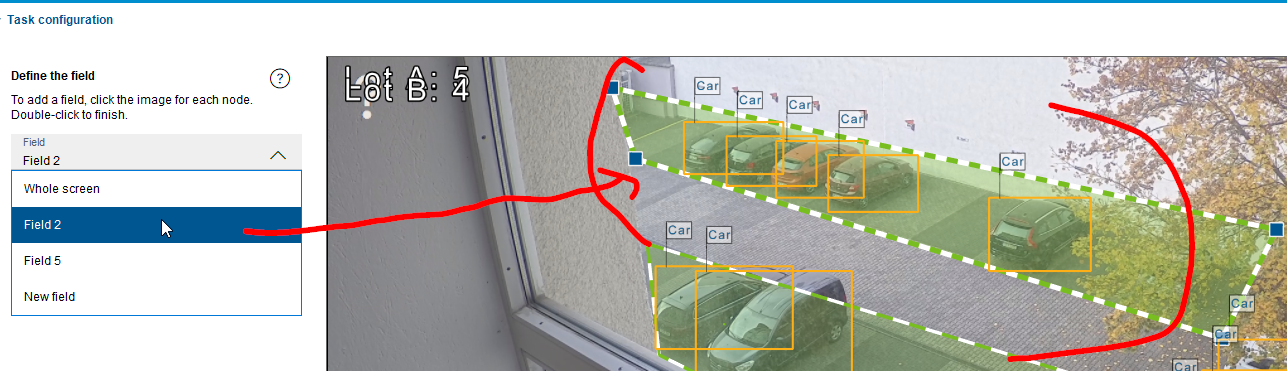 Task configuration
Define the field
?
To add a field, click the image for each node.
Double-click to finish.
Field
Field 2
Whole screen
Field 2
Field 5
New field
Lot A: 5
Lot B: 4
Car
Car
Car
Car
Car
Car
Car
Car
Car
Car